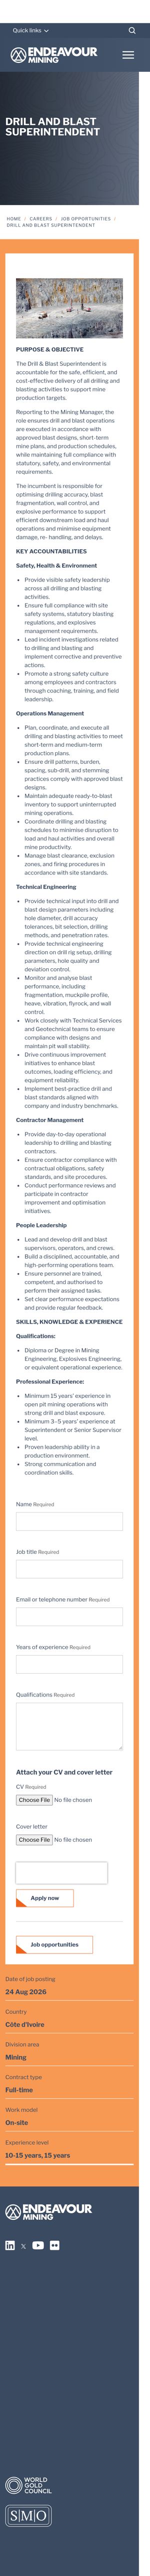 Quick links
ENDEAVOUR
MINING
DRILL AND BLAST
SUPERINTENDENT
HOME / CAREERS / JOB OPPORTUNITIES /
DRILL AND BLAST SUPERINTENDENT
PURPOSE & OBJECTIVE
The Drill & Blast Superintendent is
accountable for the safe, efficient, and
cost-effective delivery of all drilling and
blasting activities to support mine
production targets.
Reporting to the Mining Manager, the
role ensures drill and blast operations
are executed in accordance with
approved blast designs, short-term
mine plans, and production schedules,
while maintaining full compliance with
statutory, safety, and environmental
requirements.
The incumbent is responsible for
optimising drilling accuracy, blast
fragmentation, wall control, and
explosive performance to support
efficient downstream load and haul
operations and minimise equipment
damage, re- handling, and delays.
KEY ACCOUNTABILITIES
Safety, Health & Environment
• Provide visible safety leadership
across all drilling and blasting
activities.
• Ensure full compliance with site
safety systems, statutory blasting
regulations, and explosives
management requirements.
• Lead incident investigations related
to drilling and blasting and
implement corrective and preventive
actions.
• Promote a strong safety culture
among employees and contractors
through coaching, training, and field
leadership.
Operations Management
• Plan, coordinate, and execute all
drilling and blasting activities to meet
short-term and medium-term
production plans.
• Ensure drill patterns, burden,
spacing, sub-drill, and stemming
practices comply with approved blast
designs.
• Maintain adequate ready-to-blast
inventory to support uninterrupted
mining operations.
• Coordinate drilling and blasting
schedules to minimise disruption to
load and haul activities and overall
mine productivity.
• Manage blast clearance, exclusion
zones, and firing procedures in
accordance with site standards.
Technical Engineering
• Provide technical input into drill and
blast design parameters including
hole diameter, drill accuracy
tolerances, bit selection, drilling
methods, and penetration rates.
• Provide technical engineering
direction on drill rig setup, drilling
parameters, hole quality and
deviation control.
• Monitor and analyse blast
performance, including
fragmentation, muckpile profile,
heave, vibration, flyrock, and wall
control.
• Work closely with Technical Services
and Geotechnical teams to ensure
compliance with designs and
maintain pit wall stability.
• Drive continuous improvement
initiatives to enhance blast
outcomes, loading efficiency, and
equipment reliability.
• Implement best-practice drill and
blast standards aligned with
company and industry benchmarks.
Contractor Management
• Provide day-to-day operational
leadership to drilling and blasting
contractors.
• Ensure contractor compliance with
contractual obligations, safety
standards, and site procedures.
• Conduct performance reviews and
participate in contractor
improvement and optimisation
initiatives.
People Leadership
• Lead and develop drill and blast
supervisors, operators, and crews.
• Build a disciplined, accountable, and
high-performing operations team.
• Ensure personnel are trained,
competent, and authorised to
perform their assigned tasks.
• Set clear performance expectations
and provide regular feedback.
SKILLS, KNOWLEDGE & EXPERIENCE
Qualifications:
• Diploma or Degree in Mining
Engineering, Explosives Engineering,
or equivalent operational experience.
Professional Experience:
• Minimum 15 years' experience in
open pit mining operations with
strong drill and blast exposure.
• Minimum 3–5 years' experience at
Superintendent or Senior Supervisor
level.
• Proven leadership ability in a
production environment.
• Strong communication and
coordination skills.
Name Required
Job title Required
Email or telephone number Required
Years of experience Required
Qualifications Required
Attach your CV and cover letter
CV Required
Choose File No file chosen
Cover letter
Choose File No file chosen
Apply now
Job opportunities
Date of job posting
24 Aug 2026
Country
Côte d'Ivoire
Division area
Mining
Contract type
Full-time
Work model
On-site
Experience level
10-15 years, 15 years
ENDEAVOUR
MINING
WORLD
GOLD
COUNCIL
S|M|O